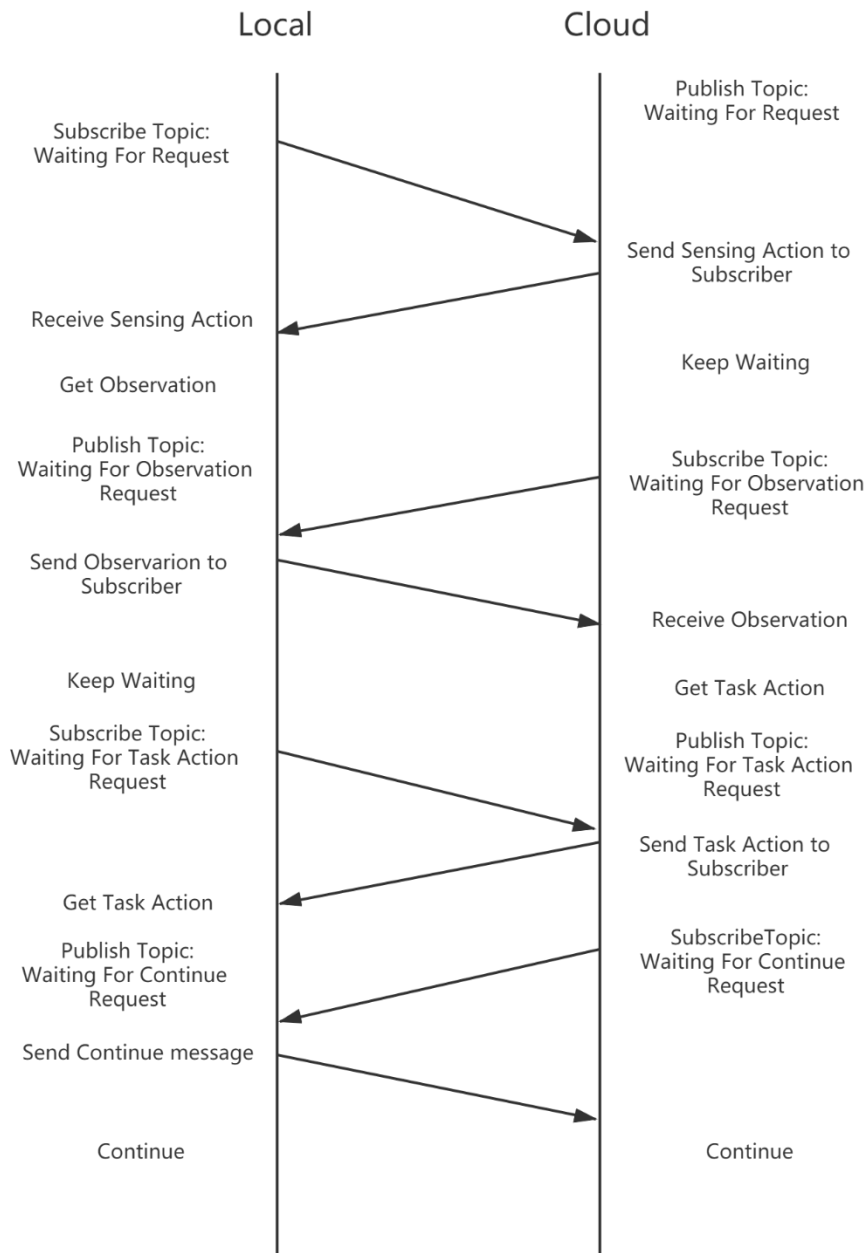 Local
Cloud
Publish Topic:
Waiting For Request
Subscribe Topic:
Waiting For Request
Send Sensing Action to
Subscriber
Receive Sensing Action
Keep Waiting
Get Observation
Publish Topic:
Waiting For Observation
Request
Subscribe Topic:
Waiting For Observation
Request
Send Observarion to
Subscriber
Receive Observation
Keep Waiting
Get Task Action
Subscribe Topic:
Waiting For Task Action
Request
Publish Topic:
Waiting For Task Action
Request
Send Task Action to
Subscriber
Get Task Action
SubscribeTopic:
Waiting For Continue
Request
Publish Topic:
Waiting For Continue
Request
Send Continue message
Continue
Continue